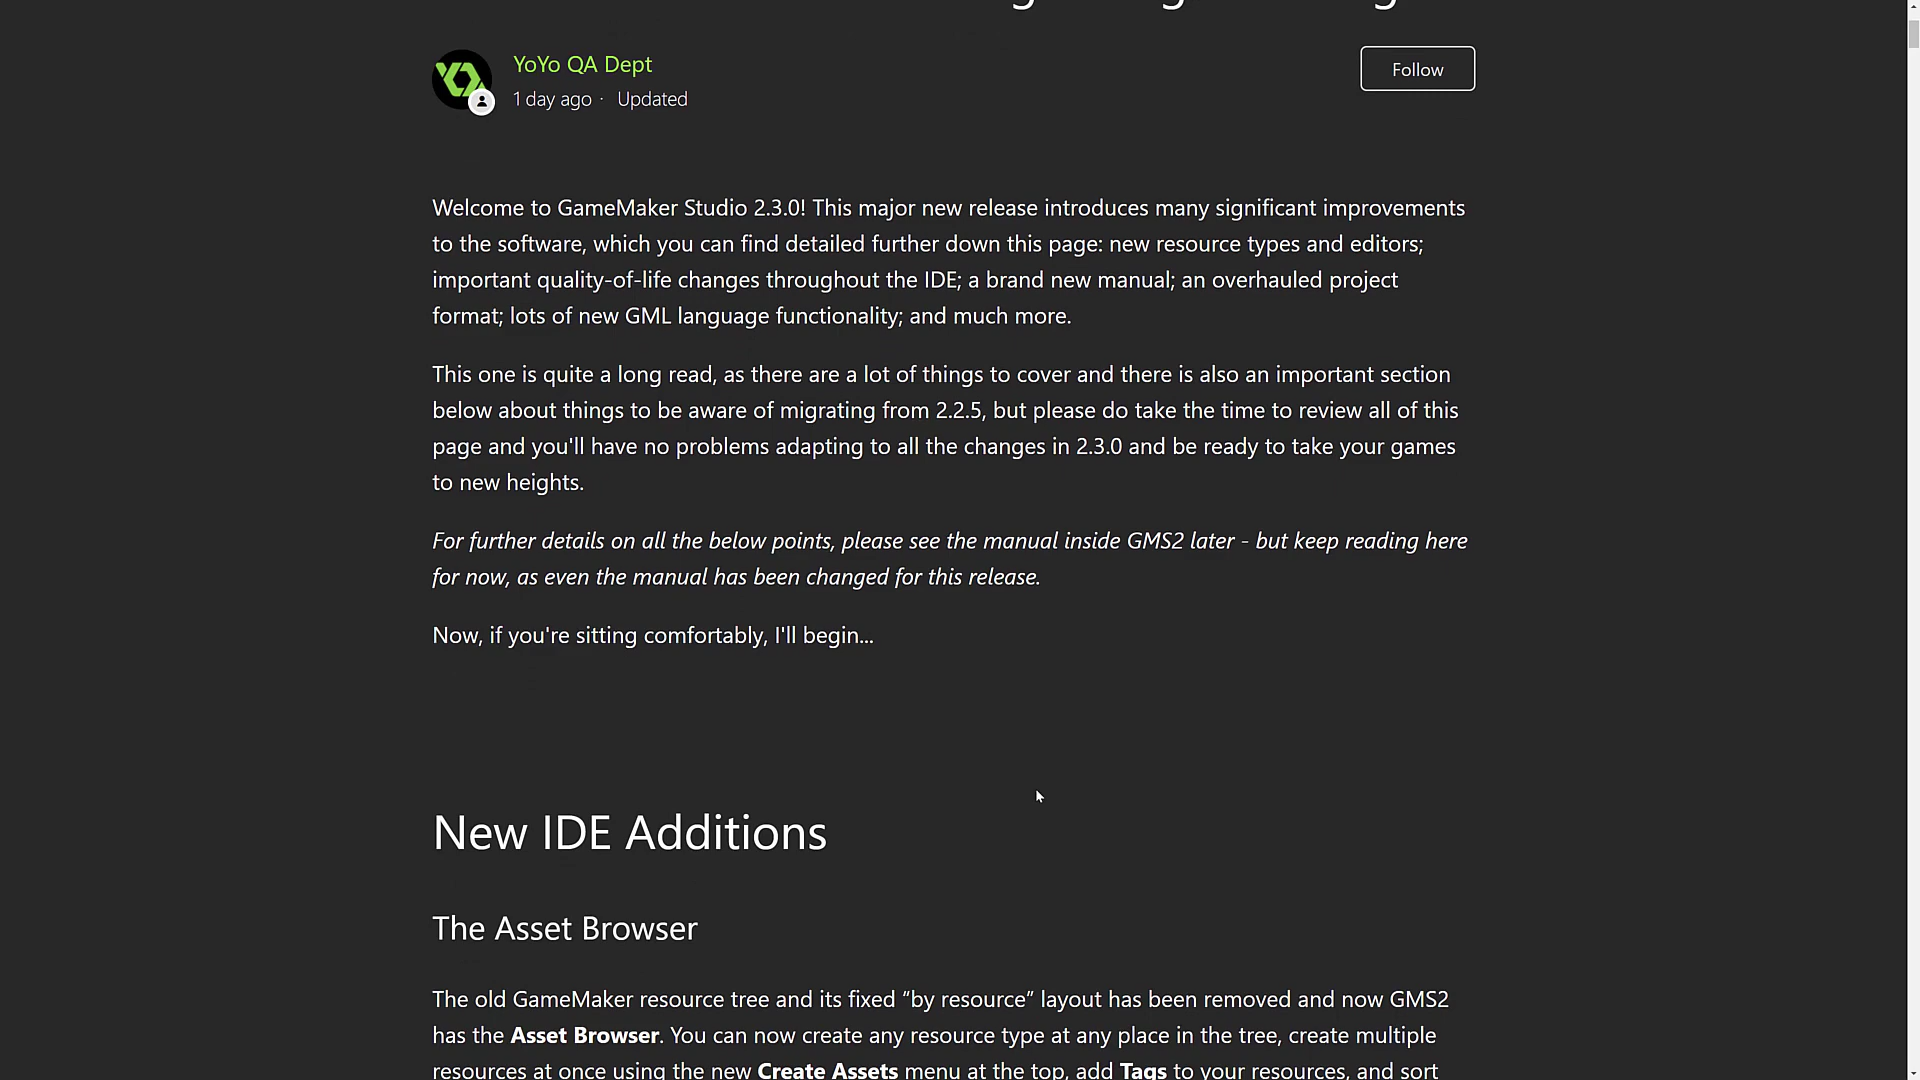 YoYo QA Dept
1 day ago · Updated
Follow
Welcome to GameMaker Studio 2.3.0! This major new release introduces many significant improvements
to the software, which you can find detailed further down this page: new resource types and editors;
important quality-of-life changes throughout the IDE; a brand new manual; an overhauled project
format; lots of new GML language functionality; and much more.
This one is quite a long read, as there are a lot of things to cover and there is also an important section
below about things to be aware of migrating from 2.2.5, but please do take the time to review all of this
page and you'll have no problems adapting to all the changes in 2.3.0 and be ready to take your games
to new heights.
For further details on all the below points, please see the manual inside GMS2 later - but keep reading here
for now, as even the manual has been changed for this release.
Now, if you're sitting comfortably, I'll begin...
New IDE Additions
The Asset Browser
The old GameMaker resource tree and its fixed “by resource” layout has been removed and now GMS2
has the Asset Browser. You can now create any resource type at any place in the tree, create multiple
resources at once using the new Create Assets menu at the top, add Tags to your resources, and sort